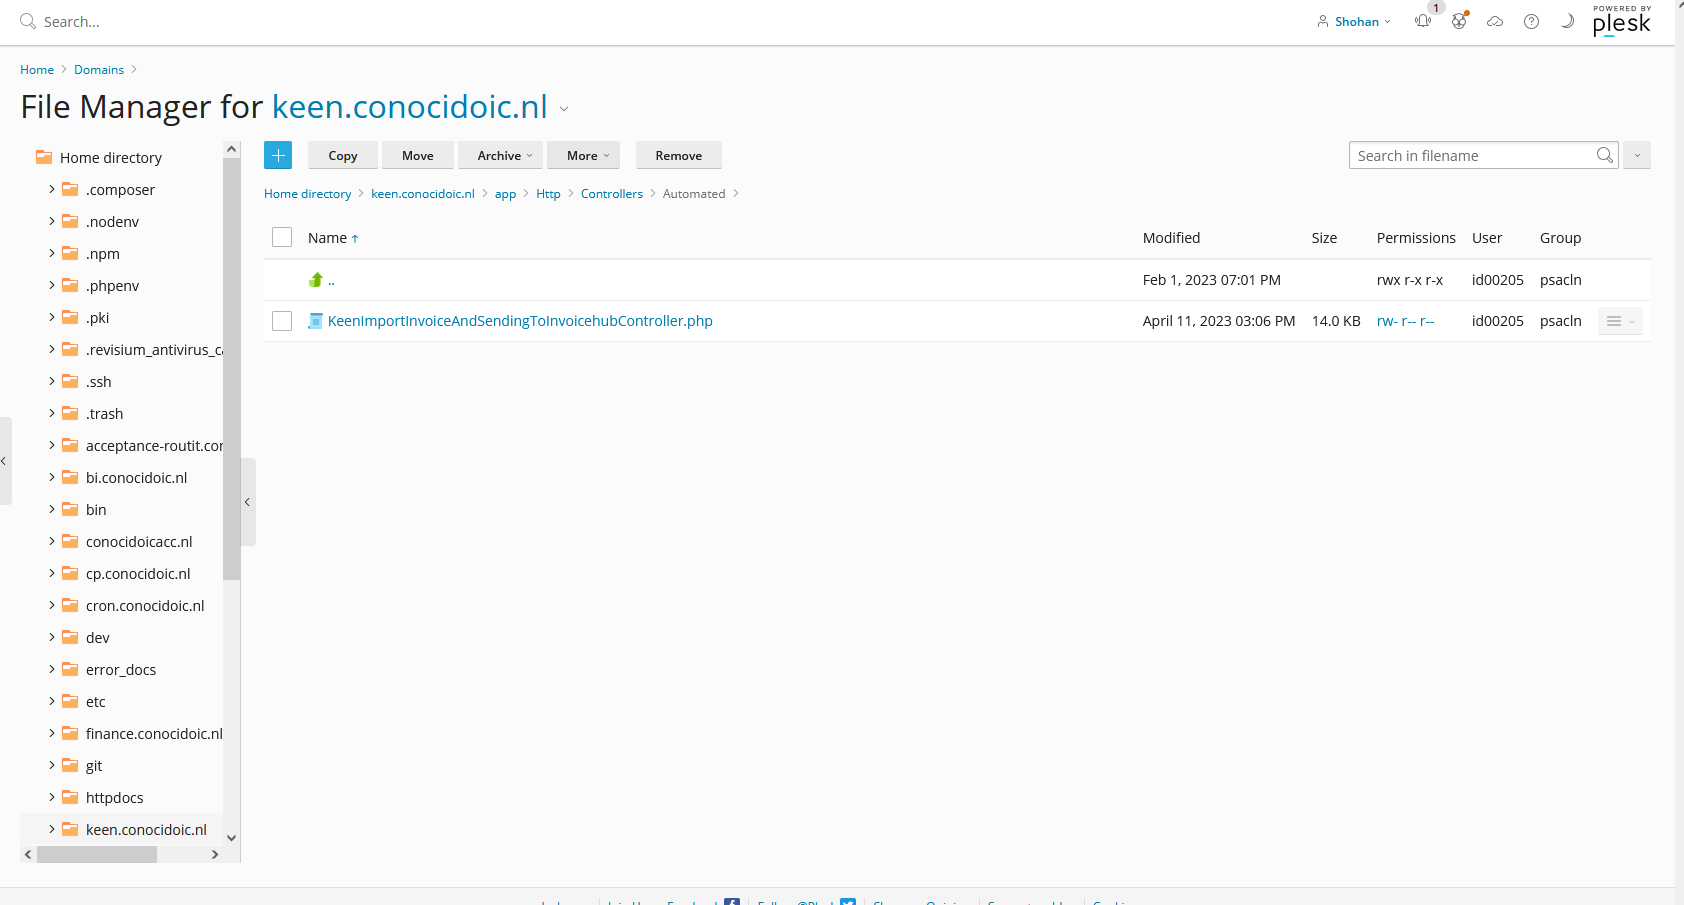 Search...
Shohan
1
POWERED BY
plesk
Home > Domains >
File Manager for keen.conocidoic.nl
Home directory
.composer
.nodenv
.npm
.phpenv
.pki
.revisium_antivirus_ca
.ssh
.trash
acceptance-routit.con
bi.conocidoic.nl
bin
conocidoicacc.nl
cp.conocidoic.nl
cron.conocidoic.nl
dev
error_docs
etc
finance.conocidoic.nl
git
httpdocs
keen.conocidoic.nl
+ Copy Move Archive More Remove
Search in filename
Home directory > keen.conocidoic.nl > app > Http > Controllers > Automated >
Name ↑ Modified Size Permissions User Group
.. Feb 1, 2023 07:01 PM rwx r-x r-x id00205 psacln
KeenImportInvoiceAndSendingToInvoicehubController.php April 11, 2023 03:06 PM 14.0 KB rw- r-- r-- id00205 psacln